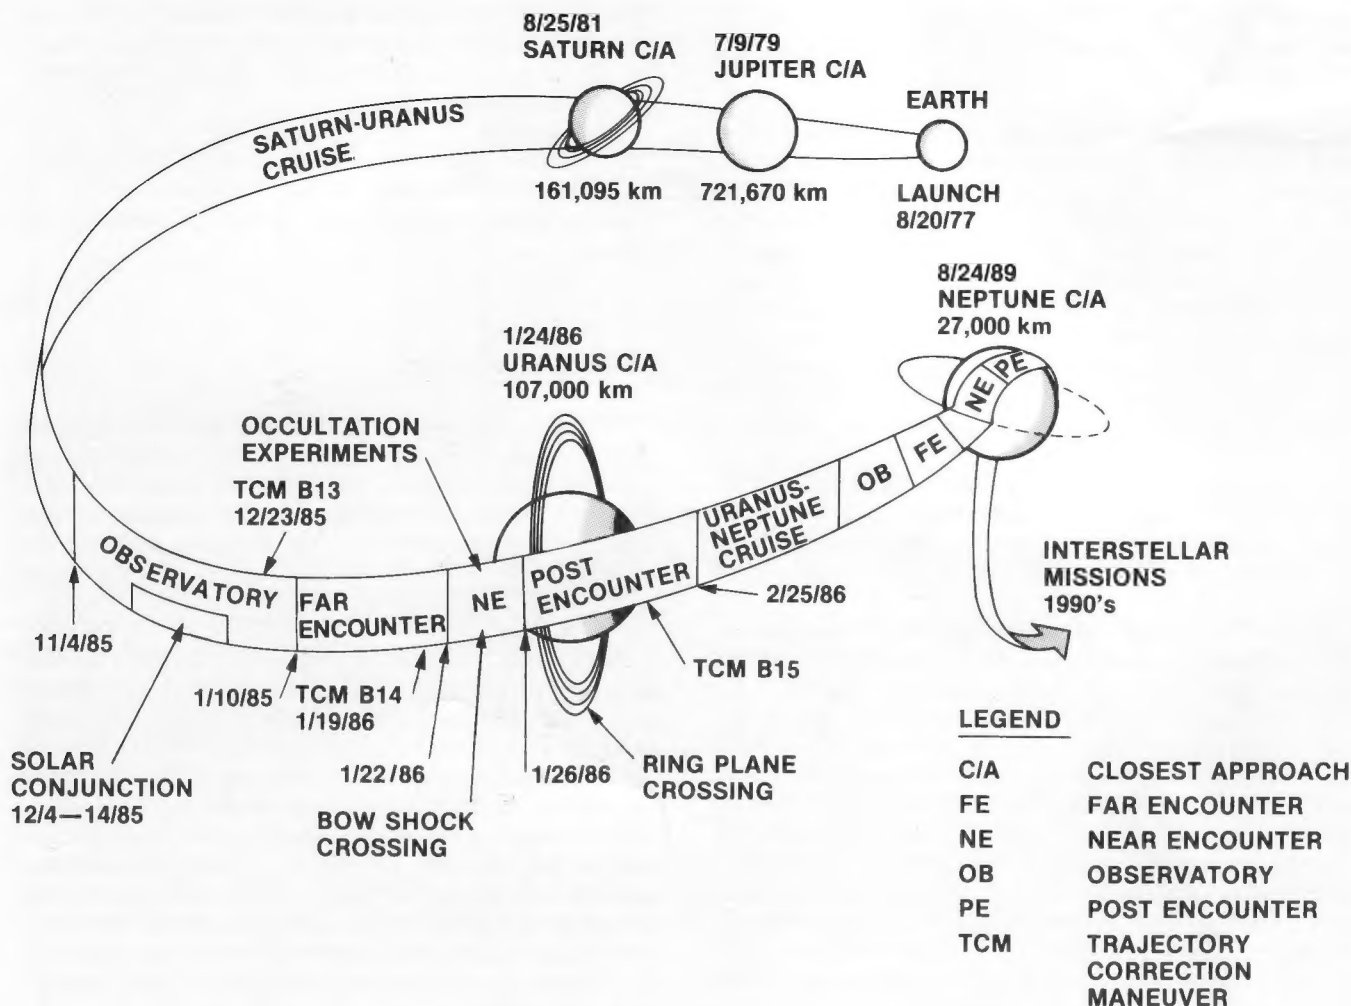 8/25/81
SATURN C/A
7/9/79
JUPITER C/A
EARTH
SATURN-URANUS
CRUISE
161,095 km
721,670 km
LAUNCH
8/20/77
8/24/89
NEPTUNE C/A
27,000 km
1/24/86
URANUS C/A
107,000 km
OCCULTATION
EXPERIMENTS
TCM B13
12/23/85
OBSERVATORY
FAR
ENCOUNTER
NE
POST
ENCOUNTER
URANUS-
NEPTUNE
CRUISE
OB
FE
NE
PE
11/4/85
1/10/85
TCM B14
1/19/86
2/25/86
TCM B15
INTERSTELLAR
MISSIONS
1990's
SOLAR
CONJUNCTION
12/4—14/85
1/22/86
BOW SHOCK
CROSSING
1/26/86
RING PLANE
CROSSING
LEGEND
C/A CLOSEST APPROACH
FE FAR ENCOUNTER
NE NEAR ENCOUNTER
OB OBSERVATORY
PE POST ENCOUNTER
TCM TRAJECTORY
CORRECTION
MANEUVER